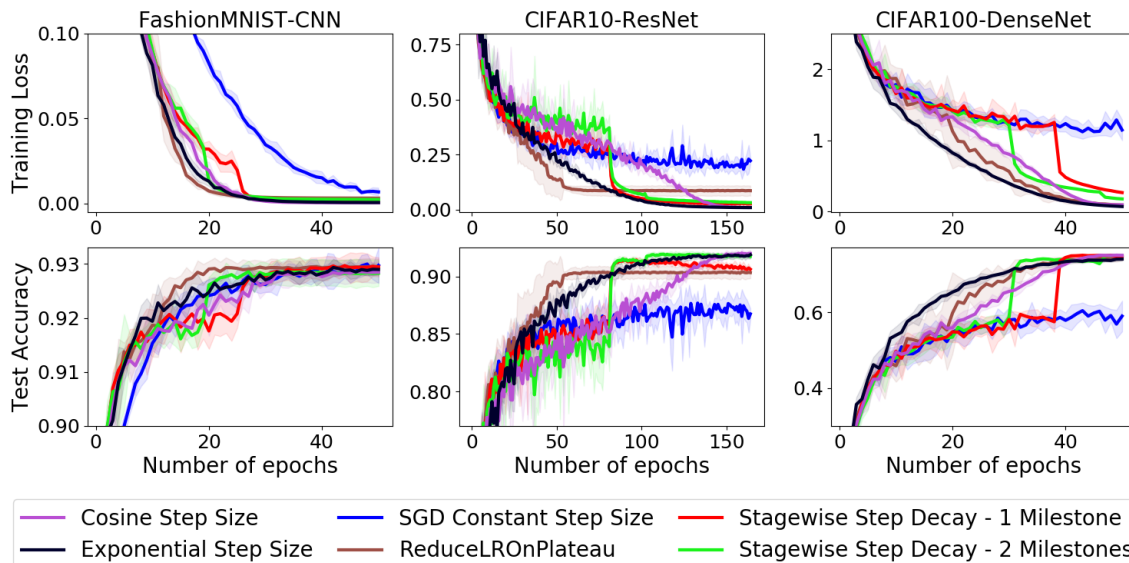 FashionMNIST-CNN
CIFAR10-ResNet
CIFAR100-DenseNet
Training Loss
0.10
0.05
0.00
0 20 40
0.75
0.50
0.25
0.00
0 50 100 150
2
1
0
0 20 40
Test Accuracy
0.93
0.92
0.91
0.90
0 20 40
Number of epochs
0.90
0.85
0.80
0 50 100 150
Number of epochs
0.6
0.4
0 20 40
Number of epochs
Cosine Step Size
SGD Constant Step Size
Stagewise Step Decay - 1 Milestone
Exponential Step Size
ReduceLROnPlateau
Stagewise Step Decay - 2 Milestones